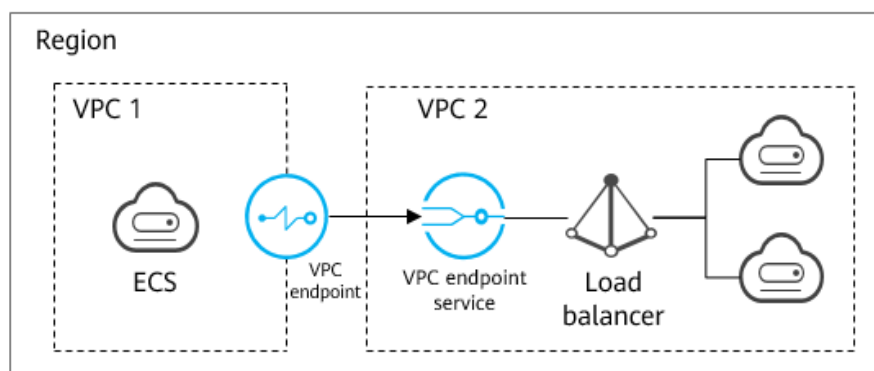 Region
VPC 1
VPC 2
ECS
VPC
endpoint
VPC endpoint
service
Load
balancer